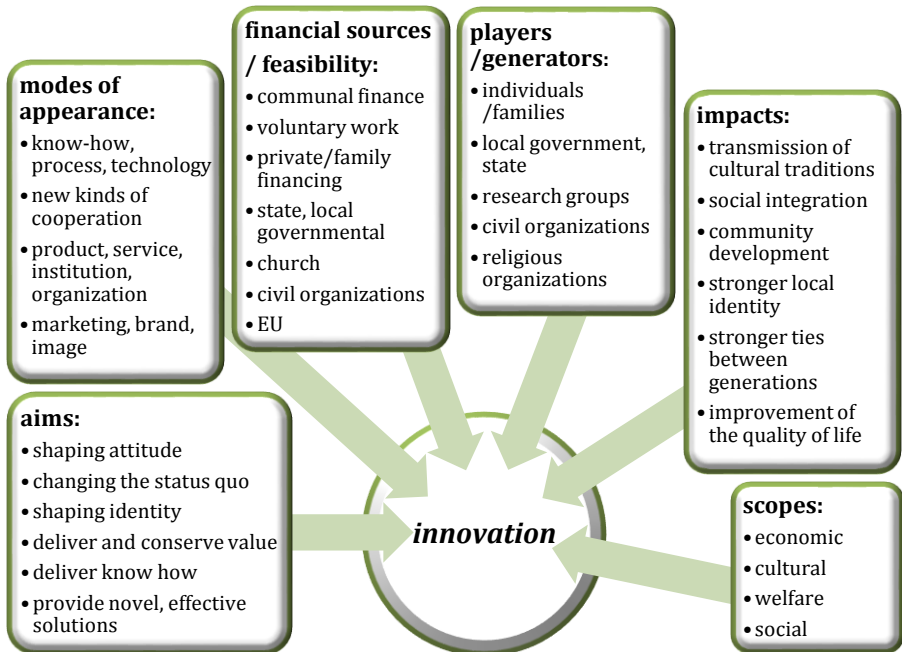 modes of
appearance:
• know-how,
process, technology
• new kinds of
cooperation
• product, service,
institution,
organization
• marketing, brand,
image
financial sources
/ feasibility:
• communal finance
• voluntary work
• private/family
financing
• state, local
governmental
• church
• civil organizations
• EU
players
/generators:
• individuals
/families
• local government,
state
• research groups
• civil organizations
• religious
organizations
impacts:
• transmission of
cultural traditions
• social integration
• community
development
• stronger local
identity
• stronger ties
between
generations
• improvement of
the quality of life
aims:
• shaping attitude
• changing the status quo
• shaping identity
• deliver and conserve value
• deliver know how
• provide novel, effective
solutions
innovation
scopes:
• economic
• cultural
• welfare
• social